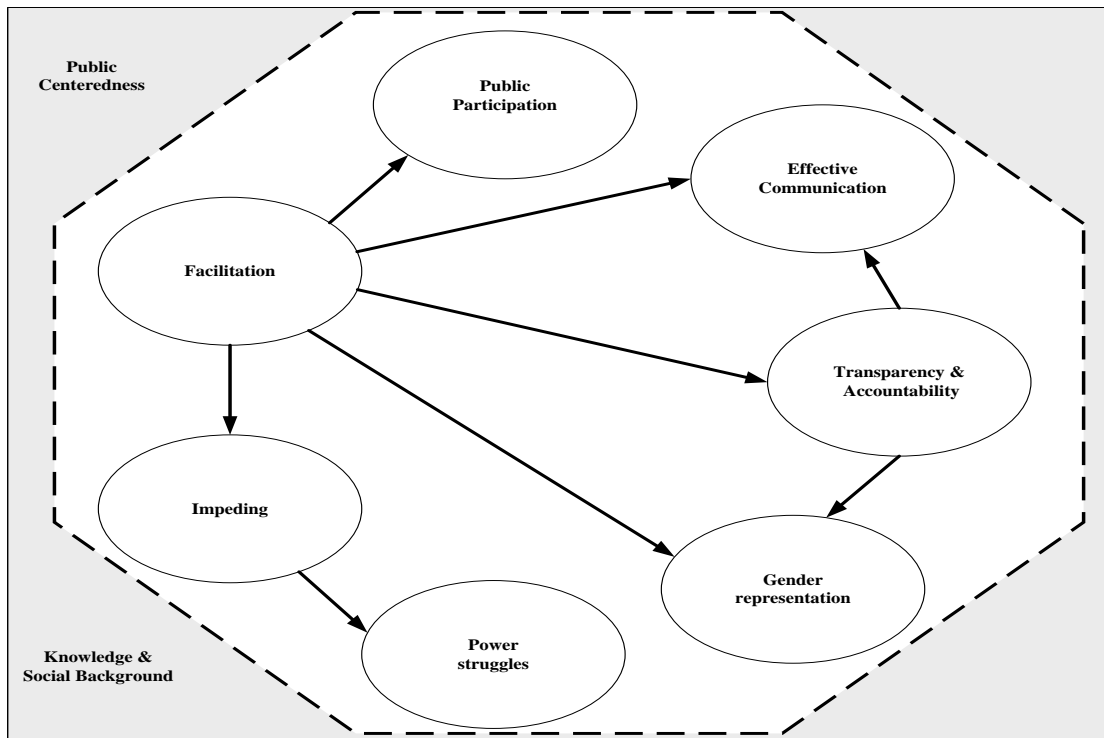 Public
Centeredness
Public
Participation
Effective
Communication
Facilitation
Transparency &
Accountability
Impeding
Gender
representation
Power
struggles
Knowledge &
Social Background